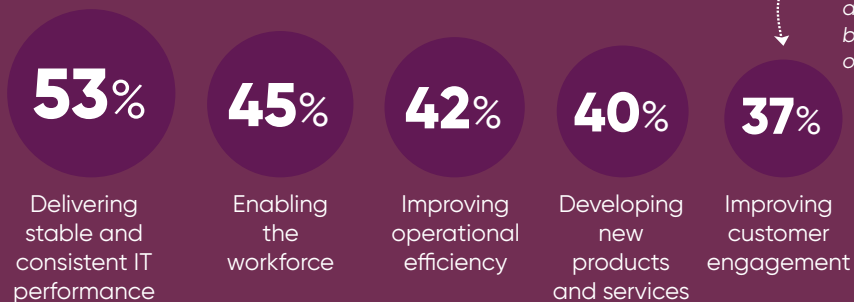 53%
Delivering
stable and
consistent IT
performance
45%
Enabling
the
workforce
42%
Improving
operational
efficiency
40%
Developing
new
products
and services
37%
Improving
customer
engagement